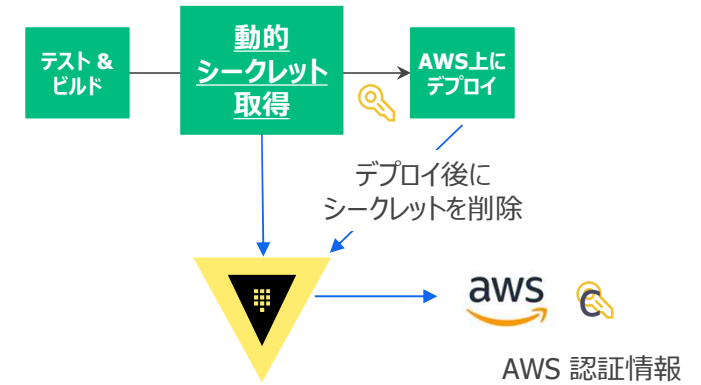 テスト &
ビルド
動的
シークレット
取得
AWS上に
デプロイ
デプロイ後に
シークレットを削除
aws
C
AWS 認証情報